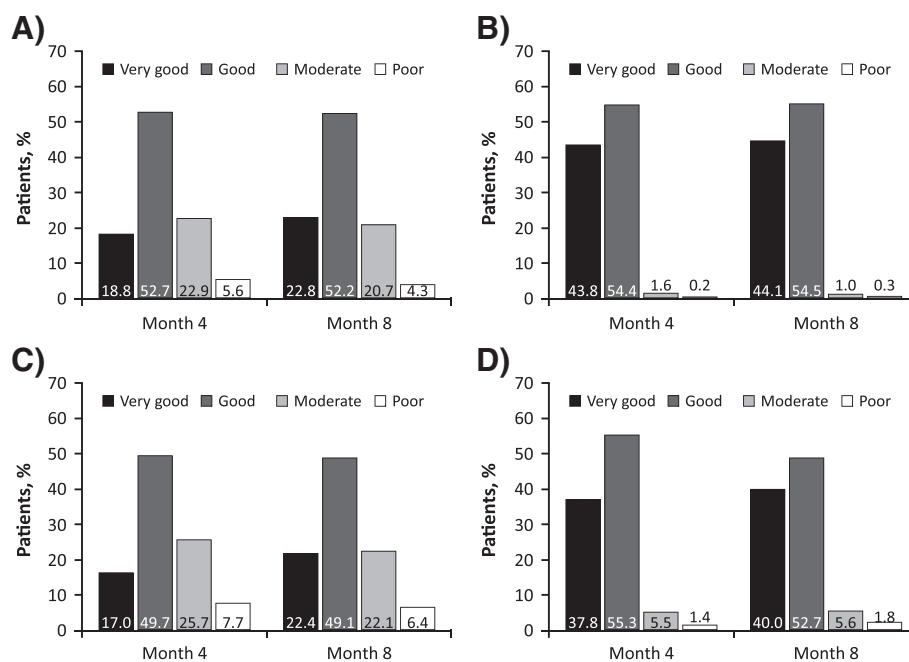 A)
Patients, %
70
60
50
40
30
20
10
0
Very good Good Moderate Poor
18.8 52.7 22.9 5.6 22.8 52.2 20.7 4.3
Month 4 Month 8
B)
Patients, %
70
60
50
40
30
20
10
0
Very good Good Moderate Poor
43.8 54.4 1.6 0.2 44.1 54.5 1.0 0.3
Month 4 Month 8
C)
Patients, %
70
60
50
40
30
20
10
0
Very good Good Moderate Poor
17.0 49.7 25.7 7.7 22.4 49.1 22.1 6.4
Month 4 Month 8
D)
Patients, %
70
60
50
40
30
20
10
0
Very good Good Moderate Poor
37.8 55.3 5.5 1.4 40.0 52.7 5.6 1.8
Month 4 Month 8